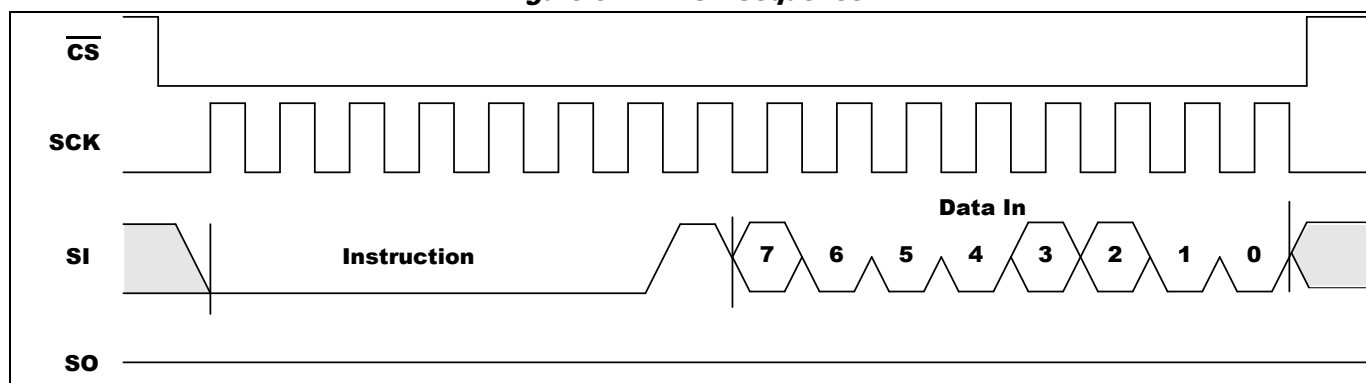 CS
SCK
Data In
SI Instruction 7 6 5 4 3 2 1 0
SO